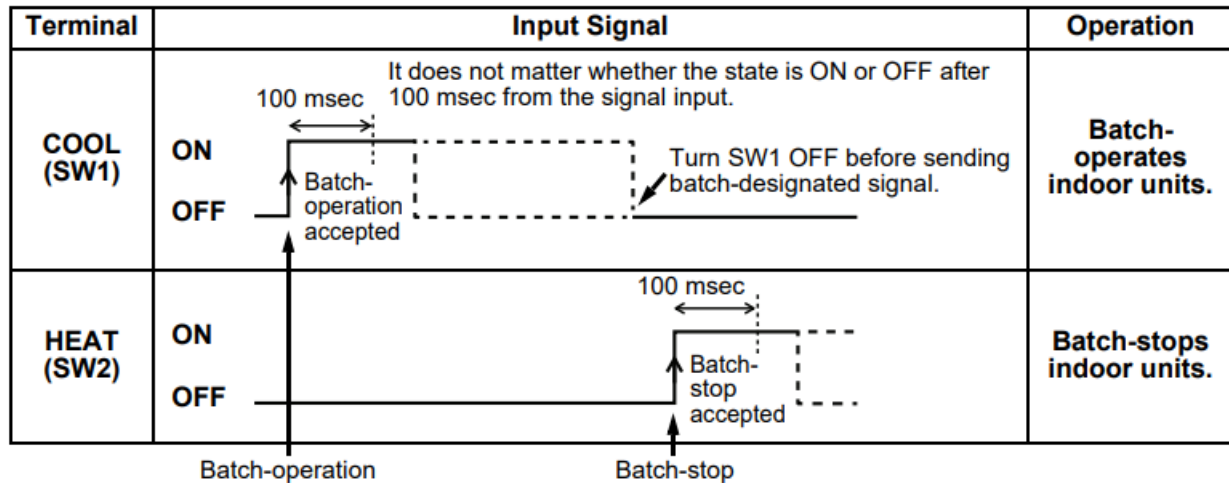 Terminal
Input Signal
Operation
COOL
(SW1)
ON
OFF
100 msec
It does not matter whether the state is ON or OFF after
100 msec from the signal input.
Batch-
operation
accepted
Turn SW1 OFF before sending
batch-designated signal.
Batch-
operates
indoor units.
HEAT
(SW2)
ON
OFF
100 msec
Batch-
stop
accepted
Batch-stops
indoor units.
Batch-operation
Batch-stop